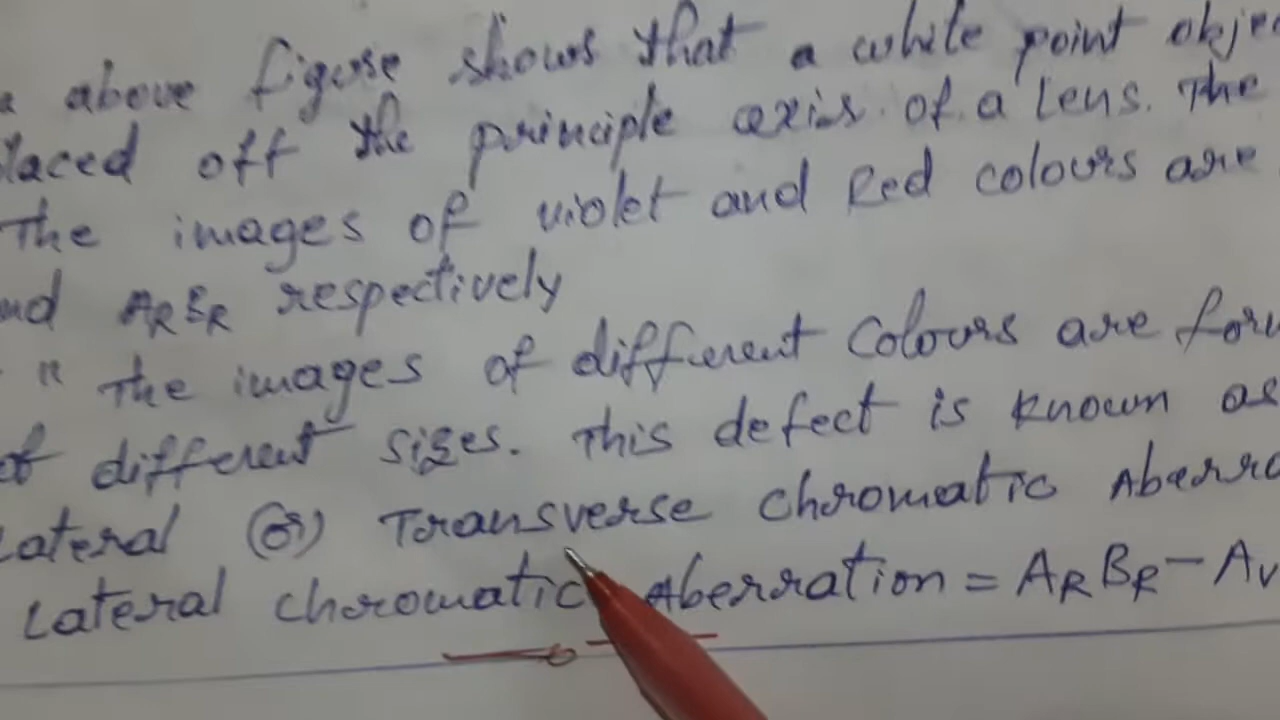 above figure shows that a white point obje
laced off the principle axis of a lens. The
The images of violet and Red colours are
nd ARBR respectively
" The images of different Colours are for
of different sizes. This defect is known as
Lateral (or) Transverse chromatic Aberra
Lateral chromatic Aberration = ARBR - AV